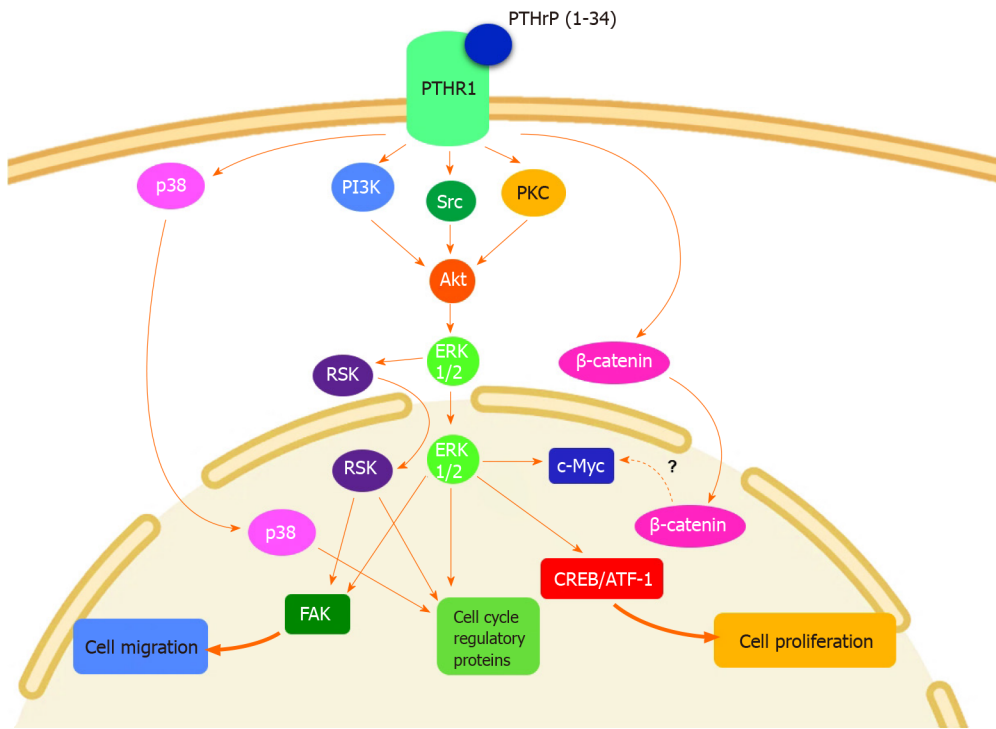 PTHrP (1-34)
PTHR1
p38
PI3K
Src
PKC
Akt
ERK
1/2
RSK
β-catenin
RSK
ERK
1/2
c-Myc
?
p38
β-catenin
CREB/ATF-1
FAK
Cell cycle
regulatory
proteins
Cell migration
Cell proliferation